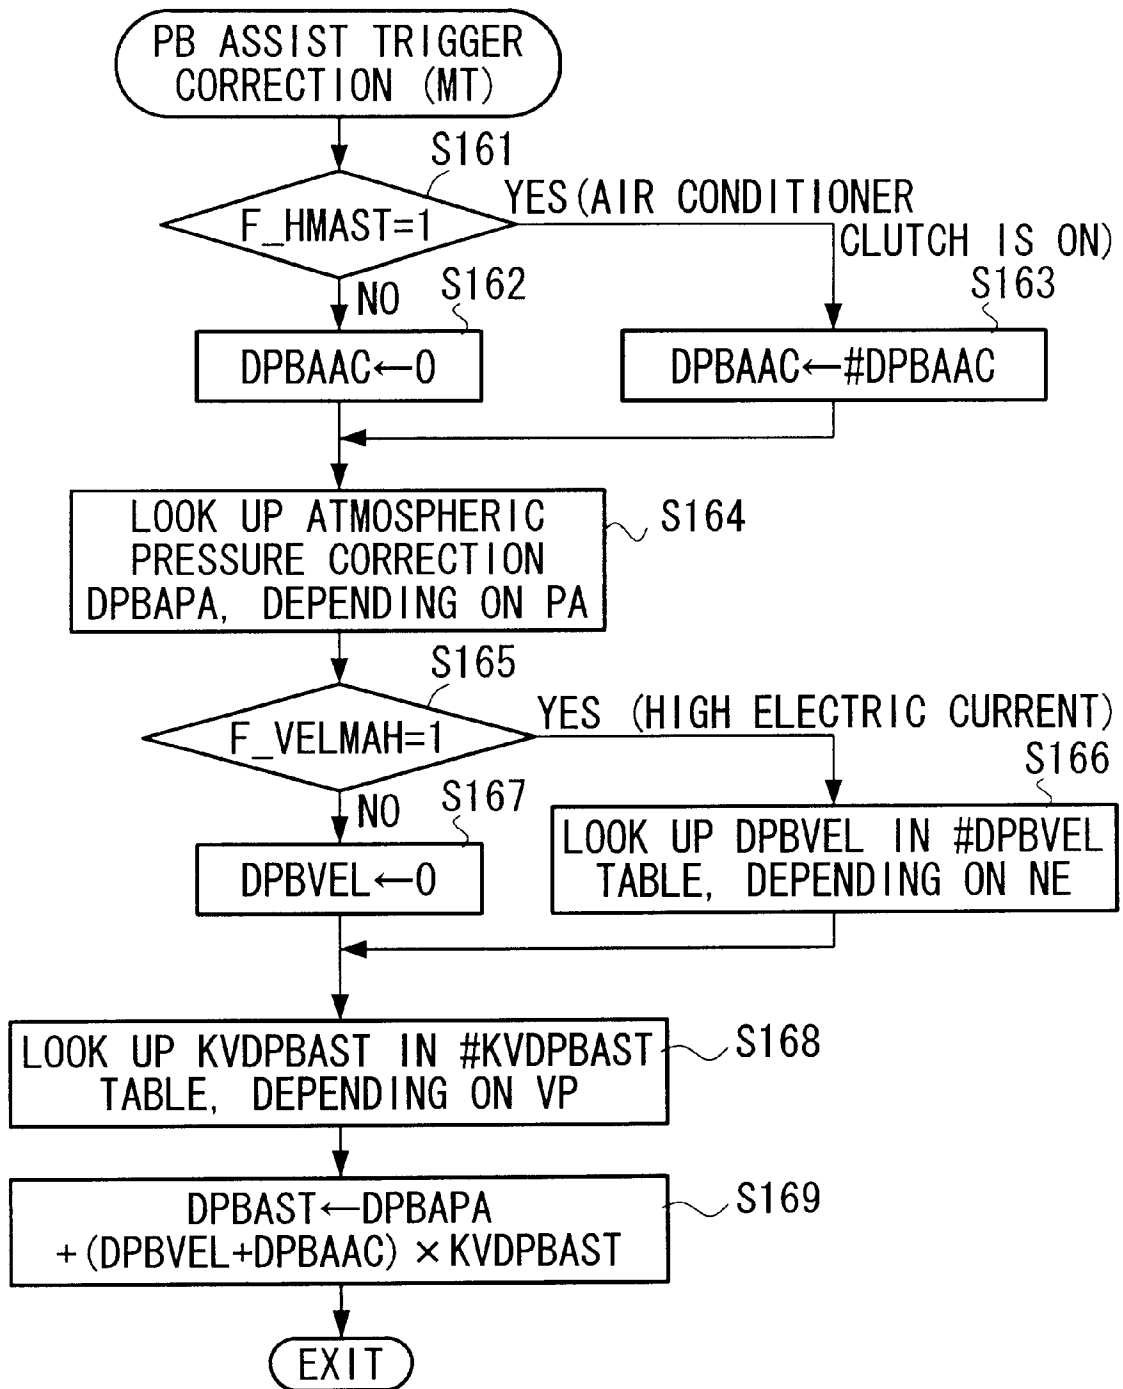 PB ASSIST TRIGGER
CORRECTION (MT)
S161
F_HMAST=1
YES(AIR CONDITIONER
CLUTCH IS ON)
NO
S162
S163
DPBAAC←0
DPBAAC←#DPBAAC
LOOK UP ATMOSPHERIC
PRESSURE CORRECTION
DPBAPA, DEPENDING ON PA
S164
S165
F_VELMAH=1
YES (HIGH ELECTRIC CURRENT)
NO
S167
S166
DPBVEL←0
LOOK UP DPBVEL IN #DPBVEL
TABLE, DEPENDING ON NE
LOOK UP KVDPBAST IN #KVDPBAST
TABLE, DEPENDING ON VP
S168
DPBAST←DPBAPA
+(DPBVEL+DPBAAC)×KVDPBAST
S169
EXIT